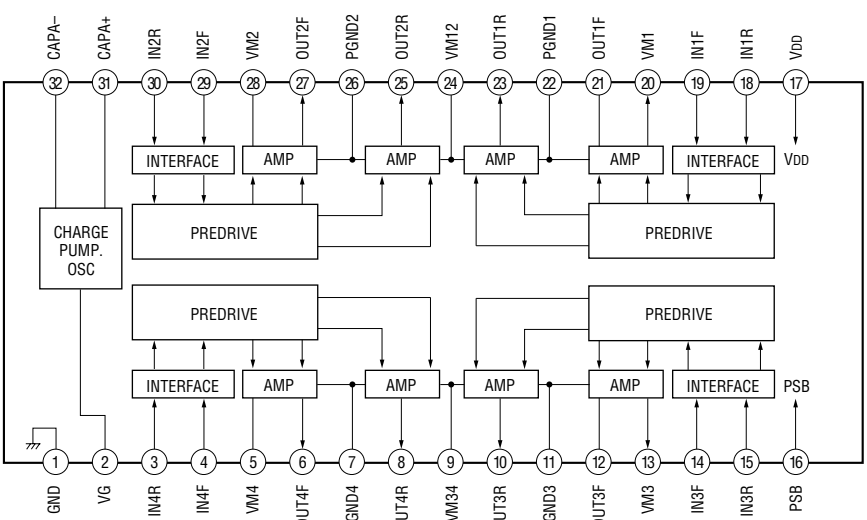 CAPA−
CAPA+
IN2R
IN2F
VM2
OUT2F
PGND2
OUT2R
VM12
OUT1R
PGND1
OUT1F
VM1
IN1F
IN1R
VDD
32
31
30
29
28
27
26
25
24
23
22
21
20
19
18
17
INTERFACE
AMP
AMP
AMP
AMP
INTERFACE
VDD
CHARGE
PUMP.
OSC
PREDRIVE
PREDRIVE
PREDRIVE
PREDRIVE
INTERFACE
AMP
AMP
AMP
AMP
INTERFACE
PSB
1
2
3
4
5
6
7
8
9
10
11
12
13
14
15
16
GND
VG
IN4R
IN4F
VM4
OUT4F
GND4
OUT4R
VM34
OUT3R
GND3
OUT3F
VM3
IN3F
IN3R
PSB